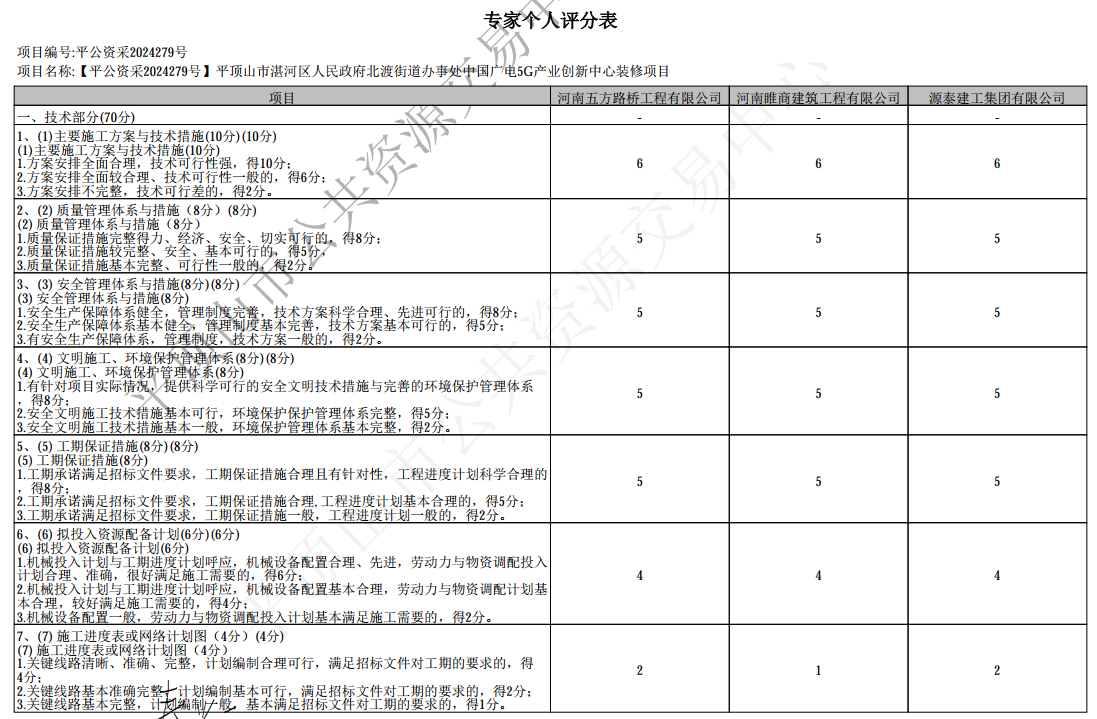 专家个人评分表
项目编号:平公资采2024279号
项目名称:【平公资采2024279号】平顶山市湛河区人民政府北渡街道办事处中国广电5G产业创新中心装修项目
项目 河南五方路桥工程有限公司 河南睢商建筑工程有限公司 源泰建工集团有限公司
一、技术部分(70分) - - -
1、(1)主要施工方案与技术措施(10分)(10分)
(1)主要施工方案与技术措施(10分)
1.方案安排全面合理，技术可行性强，得10分；
2.方案安排全面较合理、技术可行性一般的，得6分；
3.方案安排不完整，技术可行差的，得2分。
6 6 6
2、(2) 质量管理体系与措施（8分）(8分)
(2) 质量管理体系与措施（8分）
1.质量保证措施完整得力、经济、安全、切实可行的，得8分；
2.质量保证措施较完整、安全、基本可行的，得5分，
3.质量保证措施基本完整、可行性一般的，得2分。
5 5 5
3、(3) 安全管理体系与措施(8分)(8分)
(3) 安全管理体系与措施(8分)
1.安全生产保障体系健全，管理制度完善，技术方案科学合理、先进可行的，得8分；
2.安全生产保障体系基本健全，管理制度基本完善，技术方案基本可行的，得5分；
3.有安全生产保障体系，管理制度，技术方案一般的，得2分。
5 5 5
4、(4) 文明施工、环境保护管理体系(8分)(8分)
(4) 文明施工、环境保护管理体系(8分)
1.有针对项目实际情况，提供科学可行的安全文明技术措施与完善的环境保护管理体系
，得8分；
2.安全文明施工技术措施基本可行，环境保护保护管理体系完整，得5分；
3.安全文明施工技术措施基本一般，环境保护管理体系基本完整，得2分。
5 5 5
5、(5) 工期保证措施(8分)(8分)
(5) 工期保证措施(8分)
1.工期承诺满足招标文件要求，工期保证措施合理且有针对性，工程进度计划科学合理的
，得8分；
2.工期承诺满足招标文件要求，工期保证措施合理,工程进度计划基本合理的，得5分；
3.工期承诺满足招标文件要求，工期保证措施一般，工程进度计划一般的，得2分。
5 5 5
6、(6) 拟投入资源配备计划(6分)(6分)
(6) 拟投入资源配备计划(6分)
1.机械投入计划与工期进度计划呼应，机械设备配置合理、先进，劳动力与物资调配投入
计划合理、准确，很好满足施工需要的，得6分；
2.机械投入计划与工期进度计划呼应，机械设备配置基本合理，劳动力与物资调配计划基
本合理，较好满足施工需要的，得4分；
3.机械设备配置一般，劳动力与物资调配投入计划基本满足施工需要的，得2分。
4 4 4
7、(7) 施工进度表或网络计划图（4分）(4分)
(7) 施工进度表或网络计划图（4分）
1.关键线路清晰、准确、完整，计划编制合理可行，满足招标文件对工期的要求的，得
4分；
2.关键线路基本准确完整，计划编制基本可行，满足招标文件对工期的要求的，得2分；
3.关键线路基本完整，计划编制一般，基本满足招标文件对工期的要求的，得1分。
2 1 2
平顶山市公共资源交易中心
平顶山市公共资源交易中心